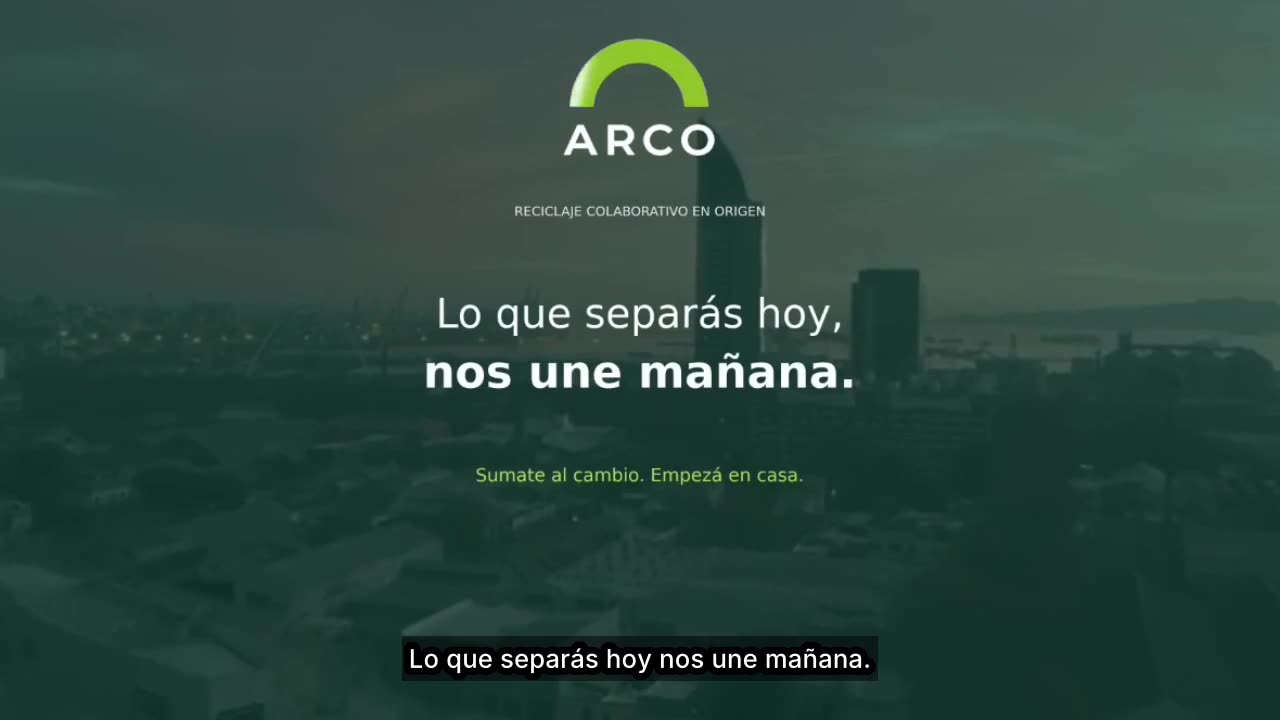 ARCO
RECICLAJE COLABORATIVO EN ORIGEN
Lo que separás hoy,
nos une mañana.
Sumate al cambio. Empezá en casa.
Lo que separás hoy nos une mañana.